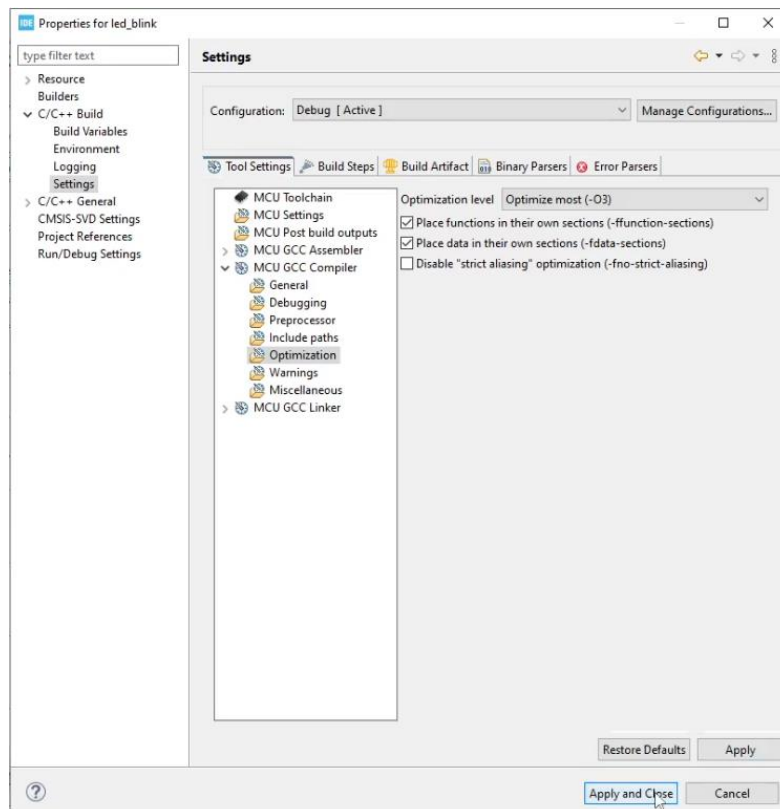 IDE Properties for led_blink
type filter text
Resource
Builders
C/C++ Build
Build Variables
Environment
Logging
Settings
C/C++ General
CMSIS-SVD Settings
Project References
Run/Debug Settings
Settings
Configuration: Debug [ Active ] Manage Configurations...
Tool Settings Build Steps Build Artifact Binary Parsers Error Parsers
MCU Toolchain
MCU Settings
MCU Post build outputs
MCU GCC Assembler
MCU GCC Compiler
General
Debugging
Preprocessor
Include paths
Optimization
Warnings
Miscellaneous
MCU GCC Linker
Optimization level Optimize most (-O3)
Place functions in their own sections (-ffunction-sections)
Place data in their own sections (-fdata-sections)
Disable "strict aliasing" optimization (-fno-strict-aliasing)
Restore Defaults Apply
? Apply and Close Cancel